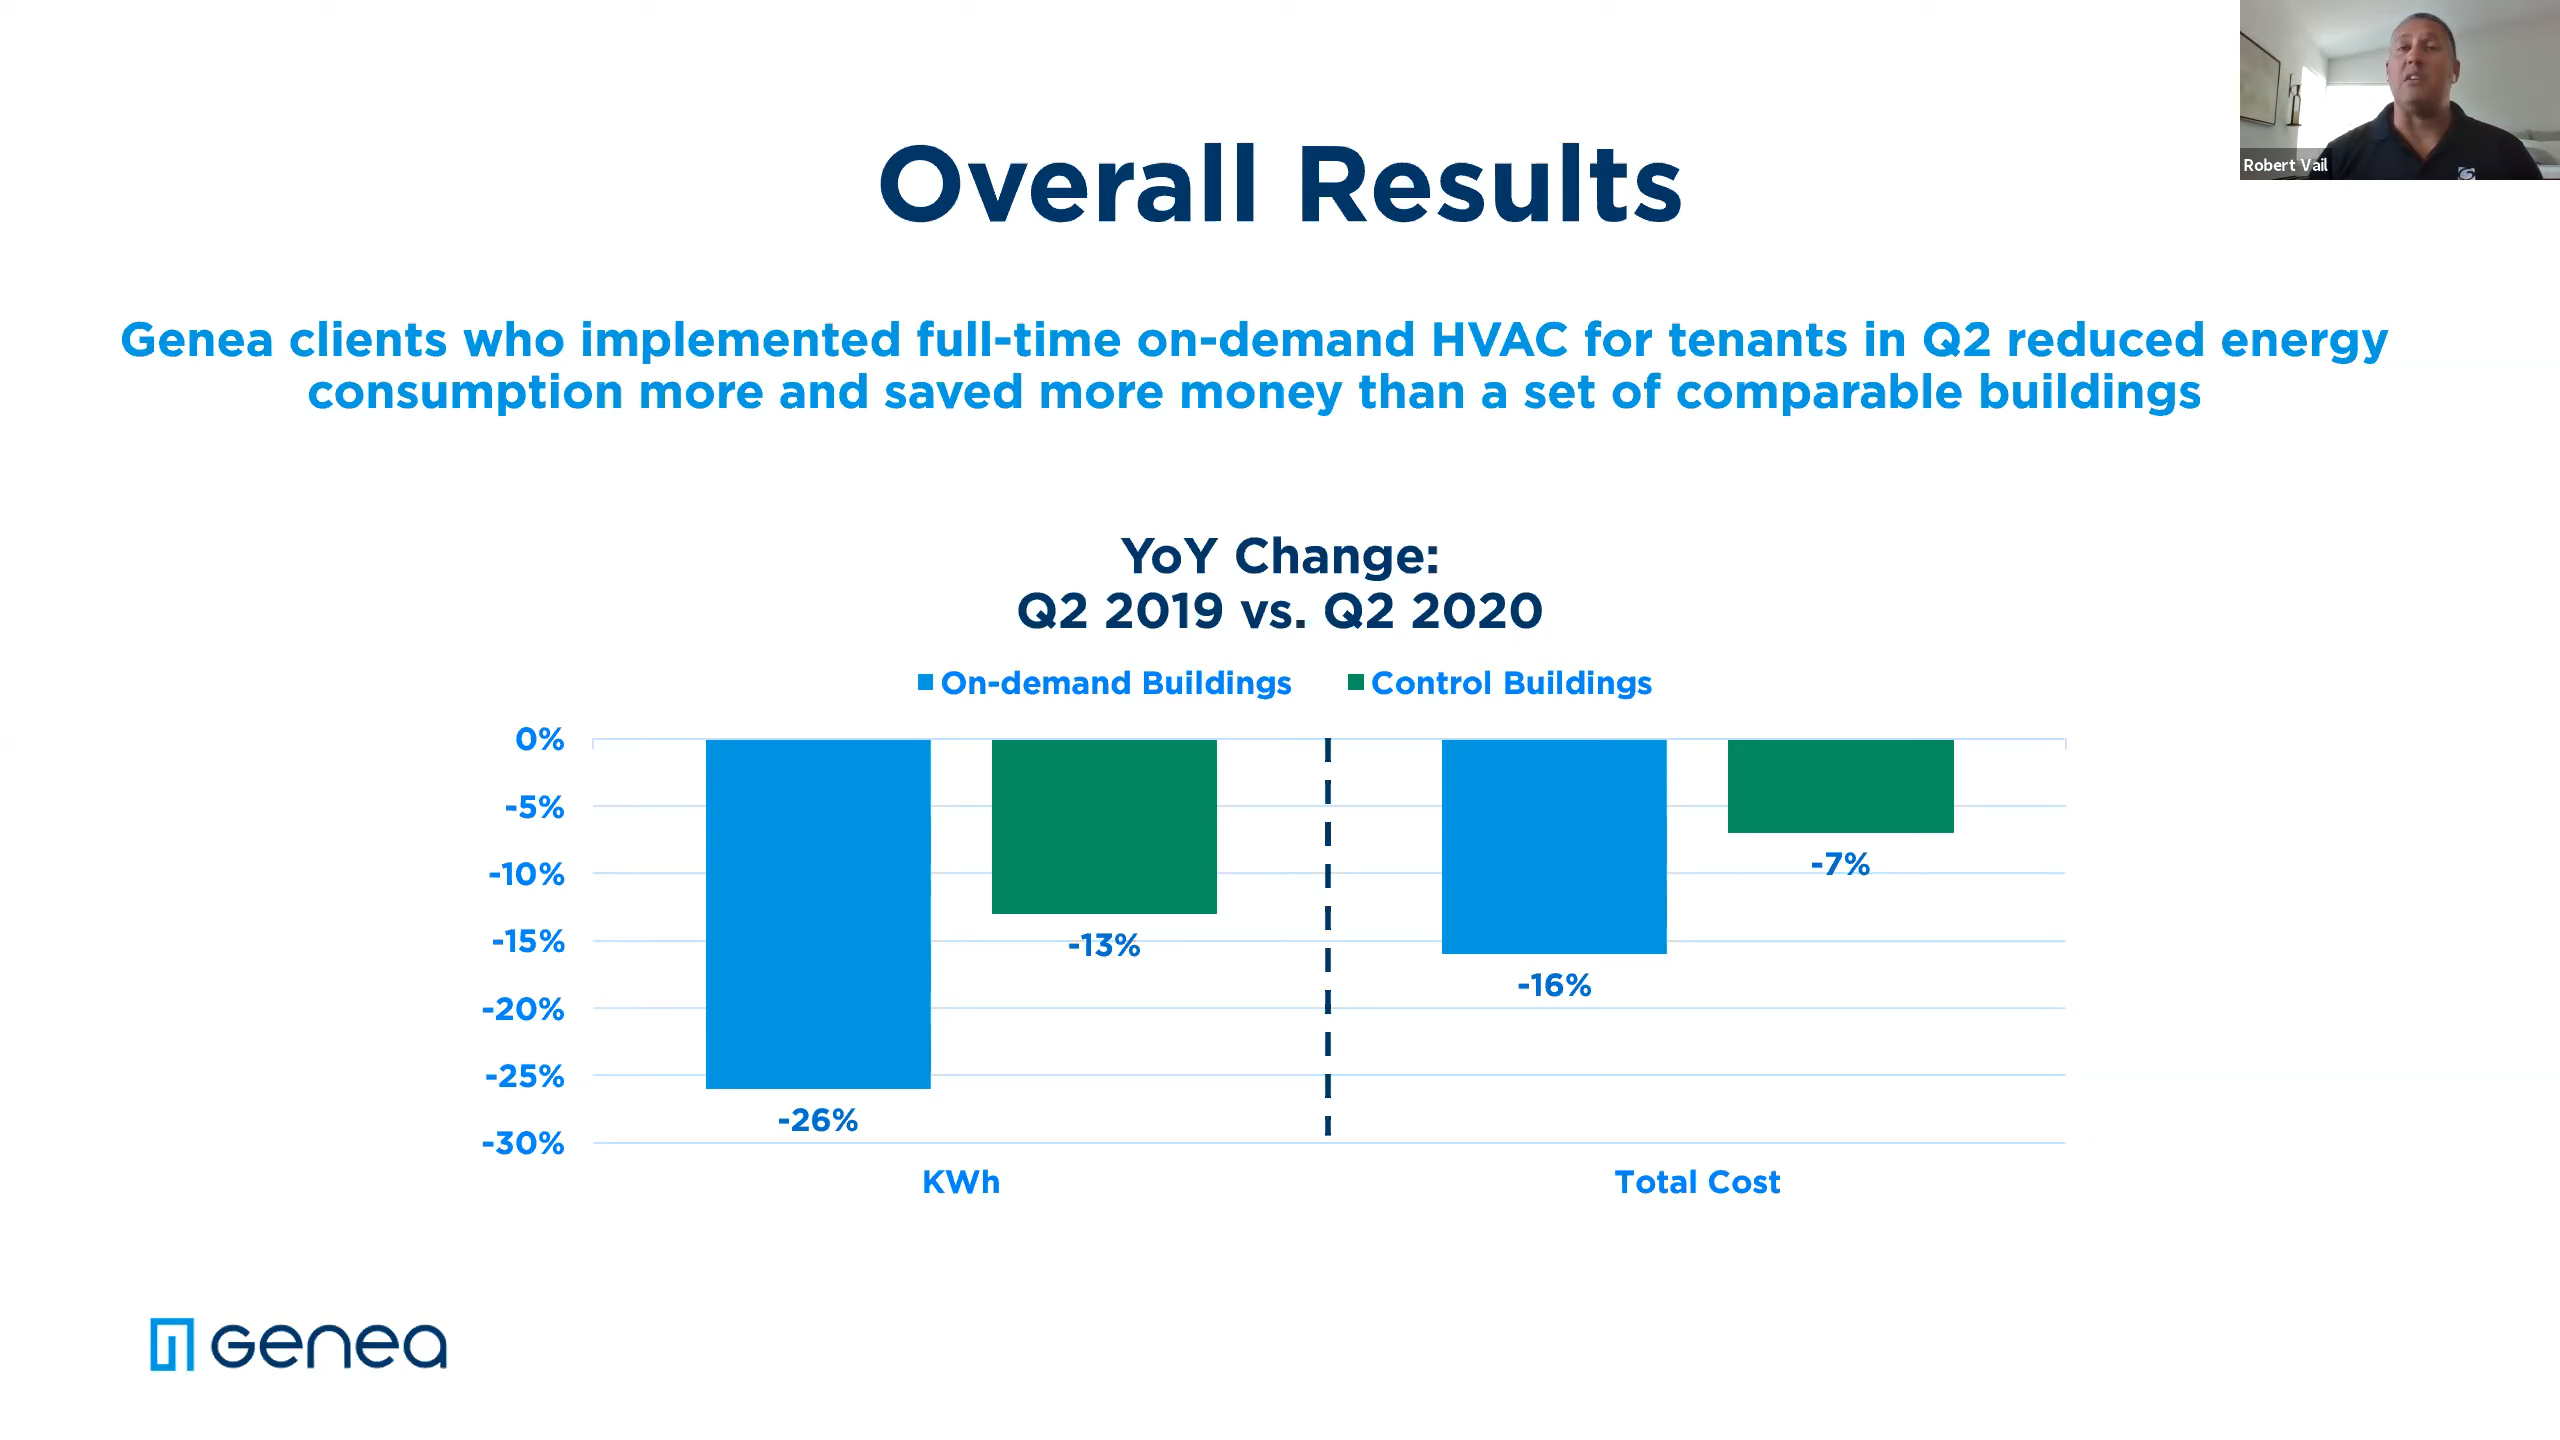 Robert Vail
Overall Results
Genea clients who implemented full-time on-demand HVAC for tenants in Q2 reduced energy
consumption more and saved more money than a set of comparable buildings
YoY Change:
Q2 2019 vs. Q2 2020
On-demand Buildings Control Buildings
0%
-5%
-10%
-15%
-20%
-25%
-30%
-26%
-13%
-16%
-7%
KWh Total Cost
Genea